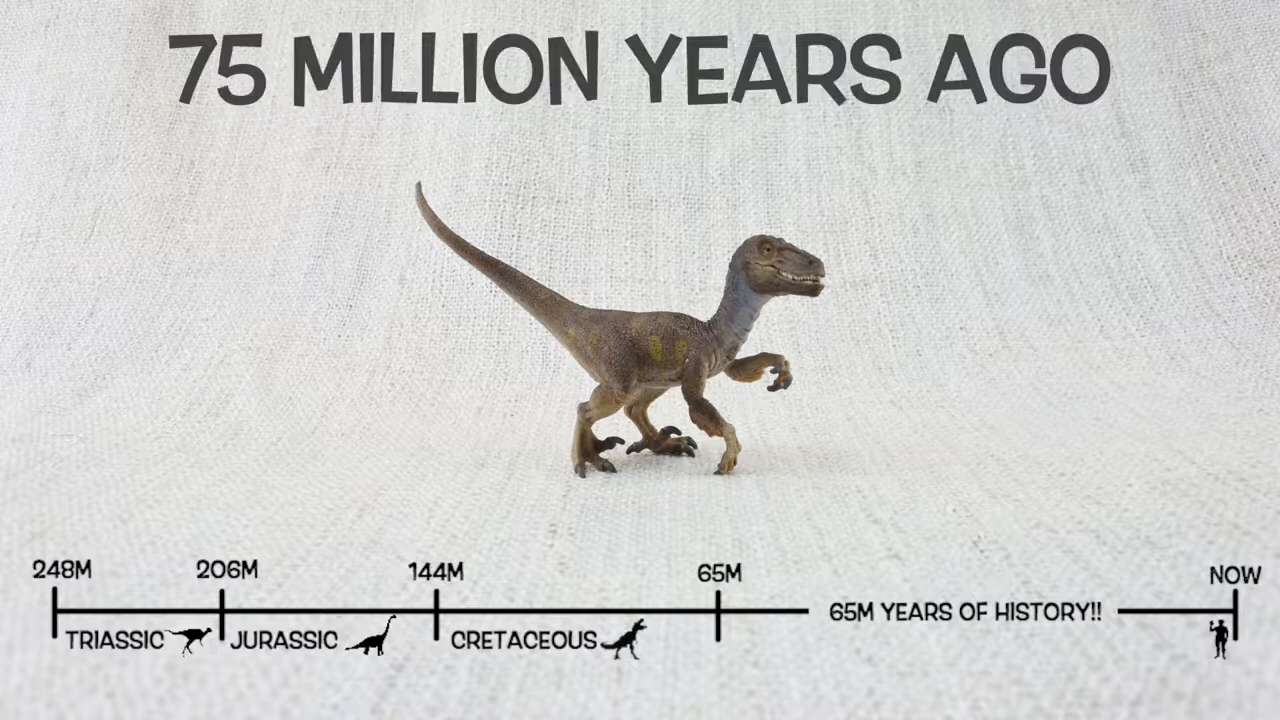 75 MILLION YEARS AGO
248M 206M 144M 65M NOW
65M YEARS OF HISTORY!!
TRIASSIC JURASSIC CRETACEOUS